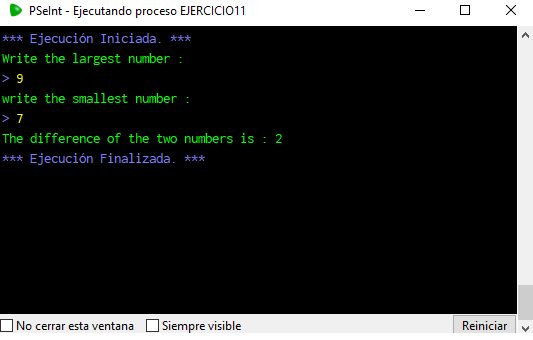 PSeInt - Ejecutando proceso EJERCICIO11
*** Ejecución Iniciada. ***
Write the largest number :
> 9
write the smallest number :
> 7
The difference of the two numbers is : 2
*** Ejecución Finalizada. ***
No cerrar esta ventana Siempre visible Reiniciar